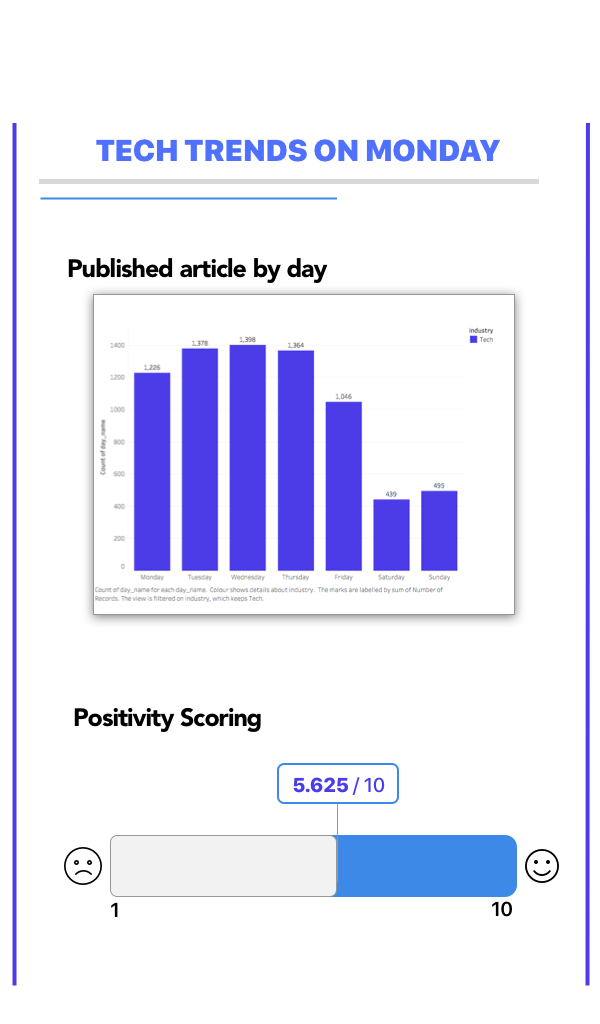 TECH TRENDS ON MONDAY
Published article by day
Industry
Tech
Count of day_name
1400
1200
1000
800
600
400
200
0
1,226
1,378
1,398
1,364
1,046
439
495
Monday
Tuesday
Wednesday
Thursday
Friday
Saturday
Sunday
Count of day_name for each day_name. Colour shows details about industry. The marks are labelled by sum of Number of
Records. The view is filtered on industry, which keeps Tech.
Positivity Scoring
5.625 / 10
1
10